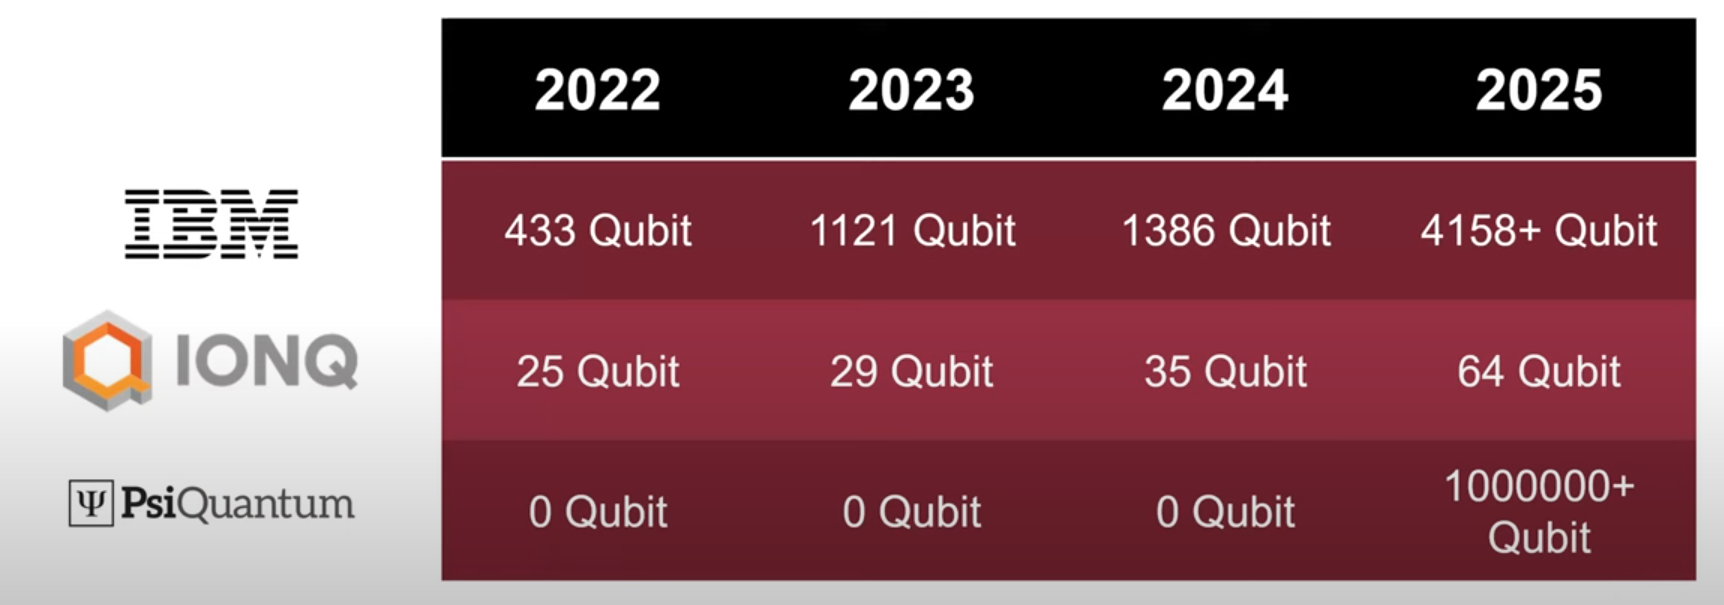 2022 2023 2024 2025
IBM 433 Qubit 1121 Qubit 1386 Qubit 4158+ Qubit
IONQ 25 Qubit 29 Qubit 35 Qubit 64 Qubit
Ψ PsiQuantum 0 Qubit 0 Qubit 0 Qubit 1000000+
Qubit